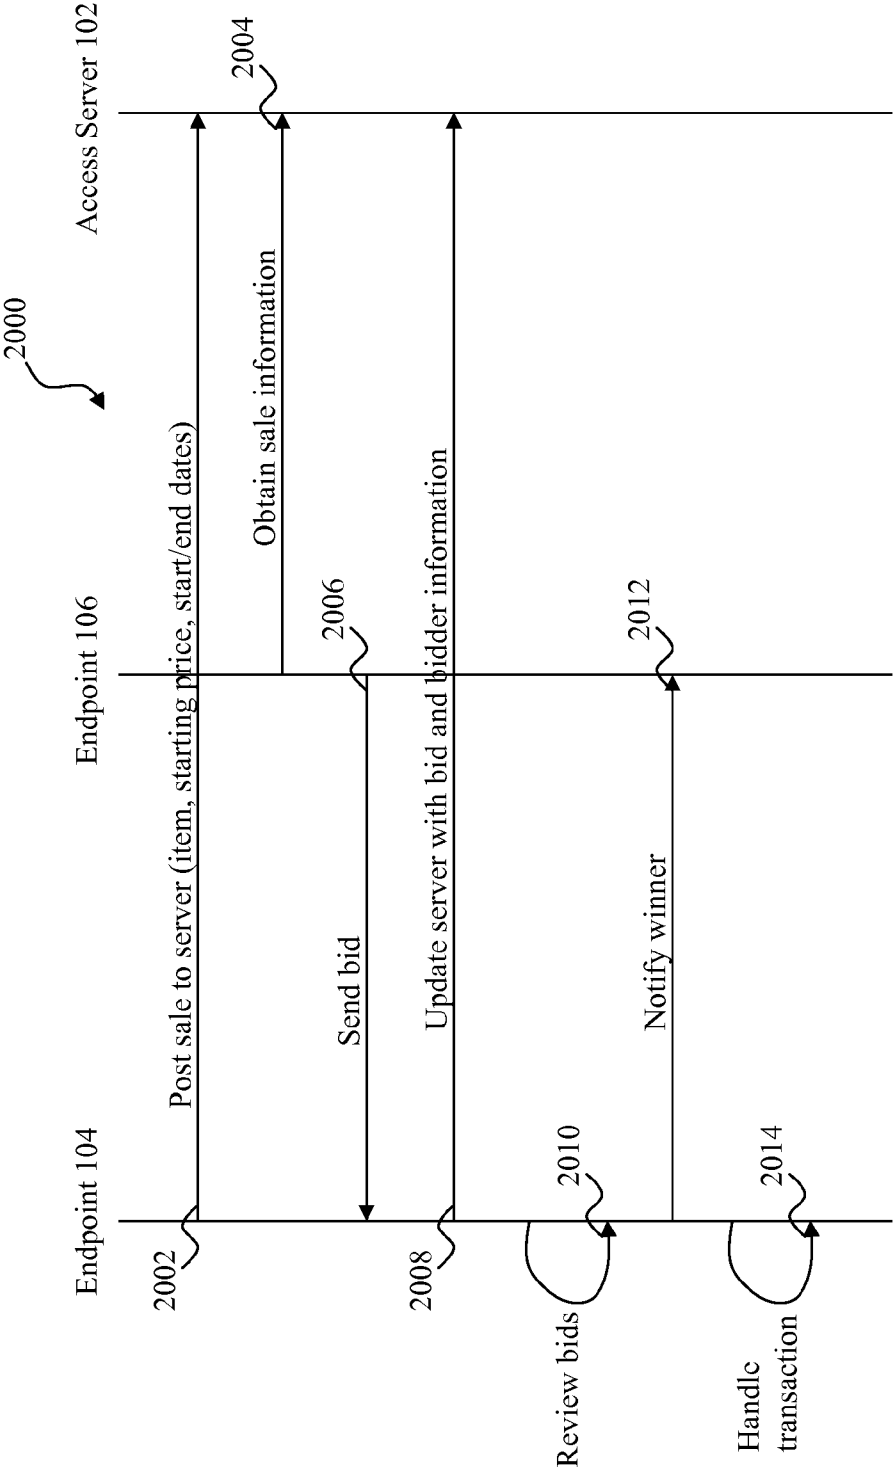 2000
Endpoint 104
Endpoint 106
Access Server 102
2002
Post sale to server (item, starting price, start/end dates)
Obtain sale information
2004
Send bid
2006
2008
Update server with bid and bidder information
Review bids
2010
Notify winner
2012
Handle
transaction
2014